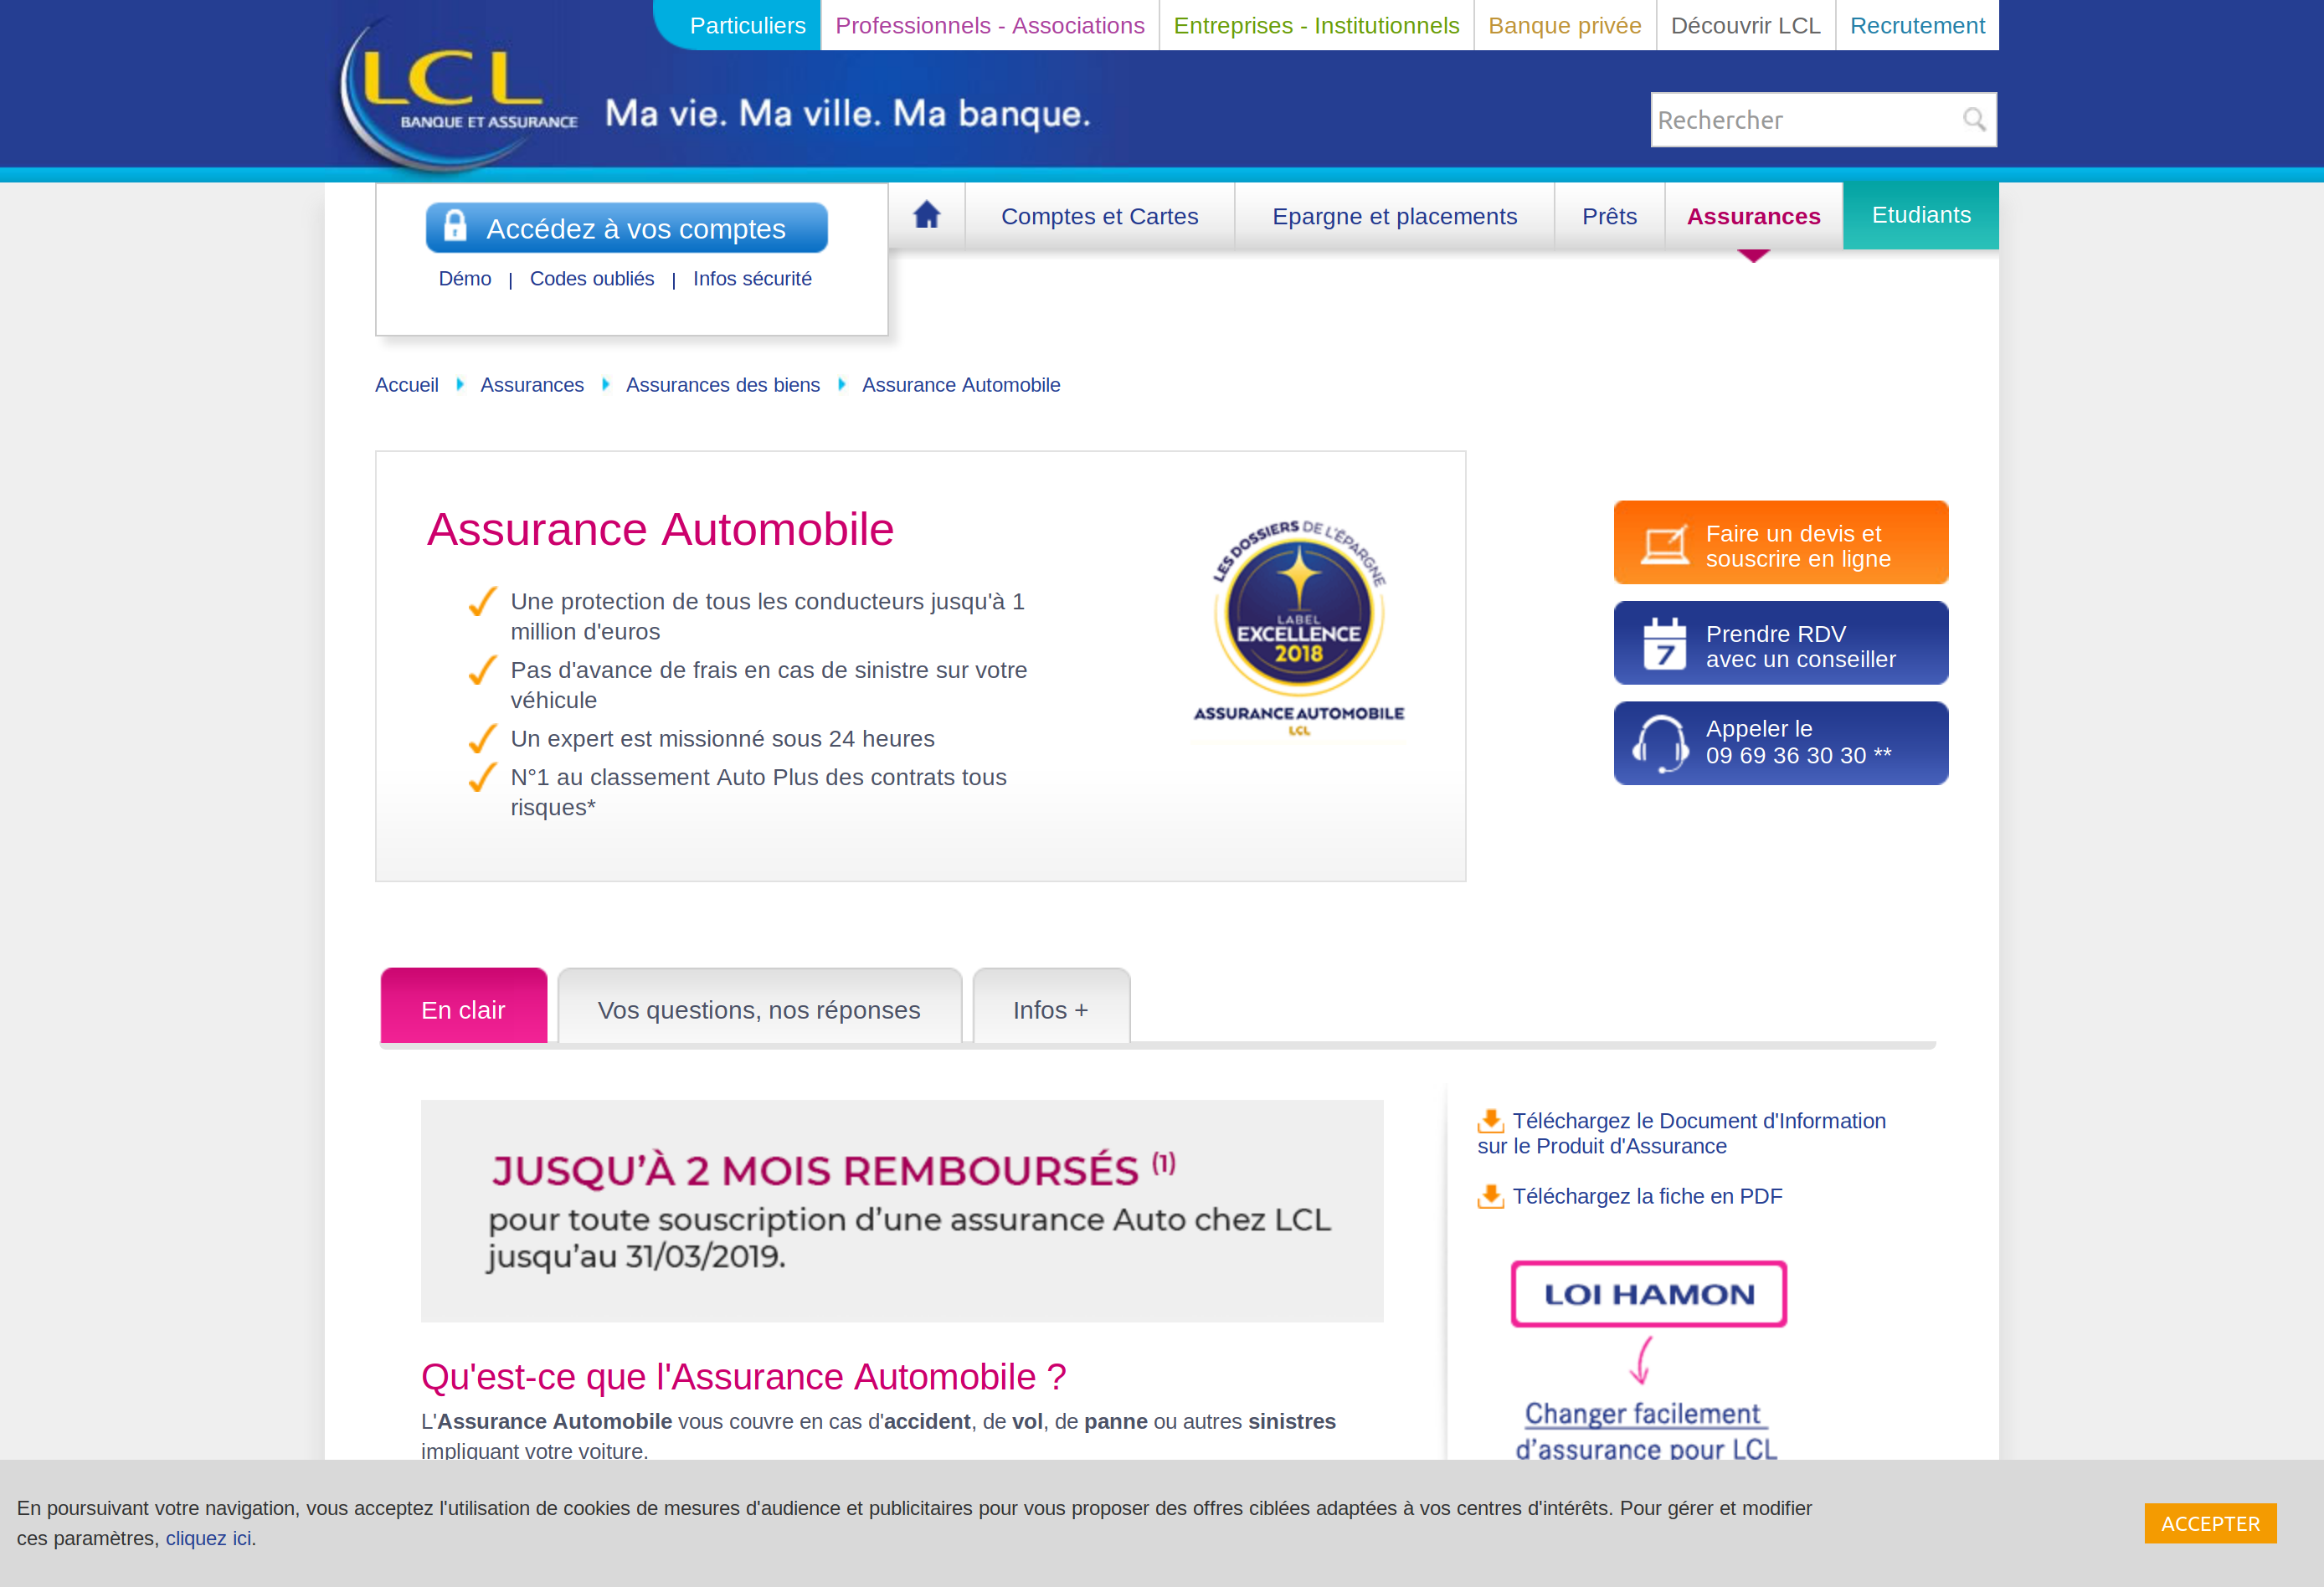 Particuliers
Professionnels - Associations
Entreprises - Institutionnels
Banque privée
Découvrir LCL
Recrutement
LCL
BANQUE ET ASSURANCE
Ma vie. Ma ville. Ma banque.
Rechercher
Accédez à vos comptes
Démo | Codes oubliés | Infos sécurité
Comptes et Cartes
Epargne et placements
Prêts
Assurances
Etudiants
Accueil
Assurances
Assurances des biens
Assurance Automobile
Assurance Automobile
Une protection de tous les conducteurs jusqu'à 1
million d'euros
Pas d'avance de frais en cas de sinistre sur votre
véhicule
Un expert est missionné sous 24 heures
N°1 au classement Auto Plus des contrats tous
risques*
LES DOSSIERS DE L'ÉPARGNE
LABEL
EXCELLENCE
2018
ASSURANCE AUTOMOBILE
LCL
Faire un devis et
souscrire en ligne
7
Prendre RDV
avec un conseiller
Appeler le
09 69 36 30 30 **
En clair
Vos questions, nos réponses
Infos +
JUSQU'À 2 MOIS REMBOURSÉS (1)
pour toute souscription d'une assurance Auto chez LCL
jusqu'au 31/03/2019.
Qu'est-ce que l'Assurance Automobile ?
L'Assurance Automobile vous couvre en cas d'accident, de vol, de panne ou autres sinistres
impliquant votre voiture.
Téléchargez le Document d'Information
sur le Produit d'Assurance
Téléchargez la fiche en PDF
LOI HAMON
Changer facilement
d'assurance pour LCL
En poursuivant votre navigation, vous acceptez l'utilisation de cookies de mesures d'audience et publicitaires pour vous proposer des offres ciblées adaptées à vos centres d'intérêts. Pour gérer et modifier
ces paramètres, cliquez ici.
ACCEPTER